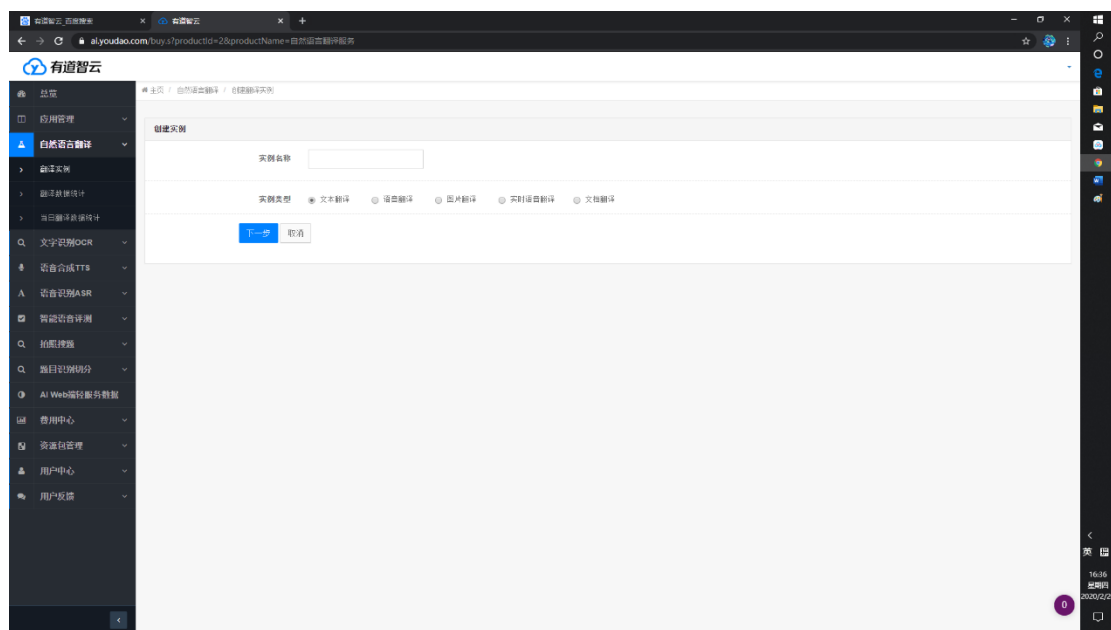 有道智云_百度搜索
有道智云
ai.youdao.com/buy.s?productId=2&productName=自然语言翻译服务
有道智云
总览
主页 / 自然语言翻译 / 创建翻译实例
应用管理
创建实例
自然语言翻译
实例名称
翻译实例
翻译数据统计
实例类型 文本翻译 语音翻译 图片翻译 实时语音翻译 文档翻译
当日翻译数据统计
下一步 取消
文字识别OCR
语音合成TTS
语音识别ASR
智能语音评测
拍照搜题
题目识别切分
AI Web端轻服务数据
费用中心
资源包管理
用户中心
用户反馈
英
16:36
星期四
2020/2/2
0